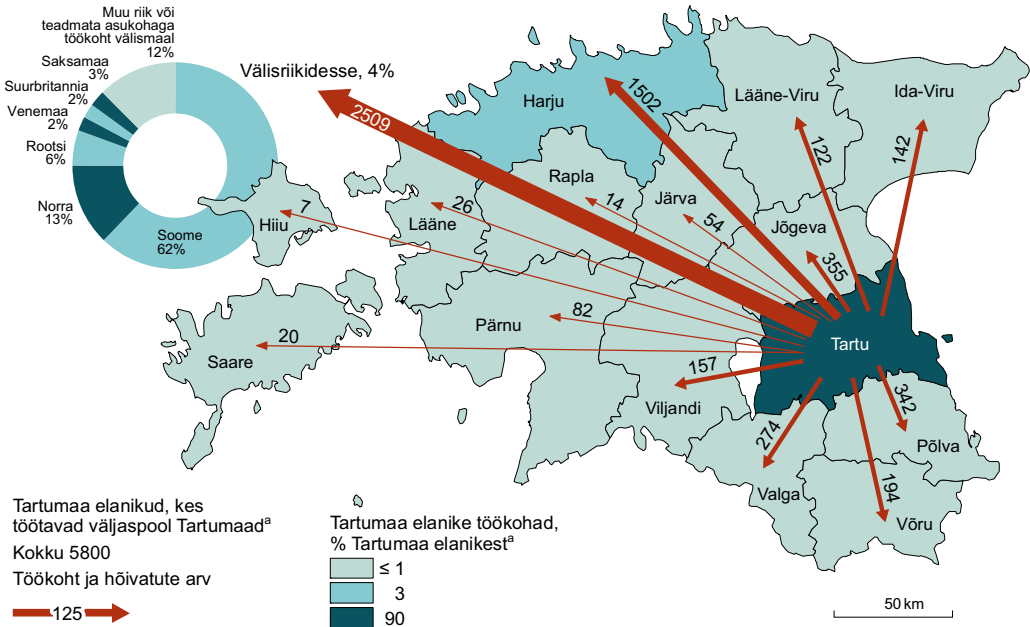 Muu riik või
teadmata asukohaga
töökoht välismaal
12%
Saksamaa
3%
Suurbritannia
2%
Venemaa
2%
Rootsi
6%
Norra
13%
Soome
62%
Välisriikidesse, 4%
2509
Harju
1502
Lääne-Viru
122
Ida-Viru
142
Rapla
14
Järva
54
Jõgeva
355
Hiiu
7
Lääne
26
Saare
20
Pärnu
82
Tartu
Viljandi
157
Valga
274
Võru
194
Põlva
342
Tartumaa elanikud, kes
töötavad väljaspool Tartumaadᵃ
Kokku 5800
Töökoht ja hõivatute arv
125
Tartumaa elanike töökohad,
% Tartumaa elanikestᵃ
≤ 1
3
90
50 km